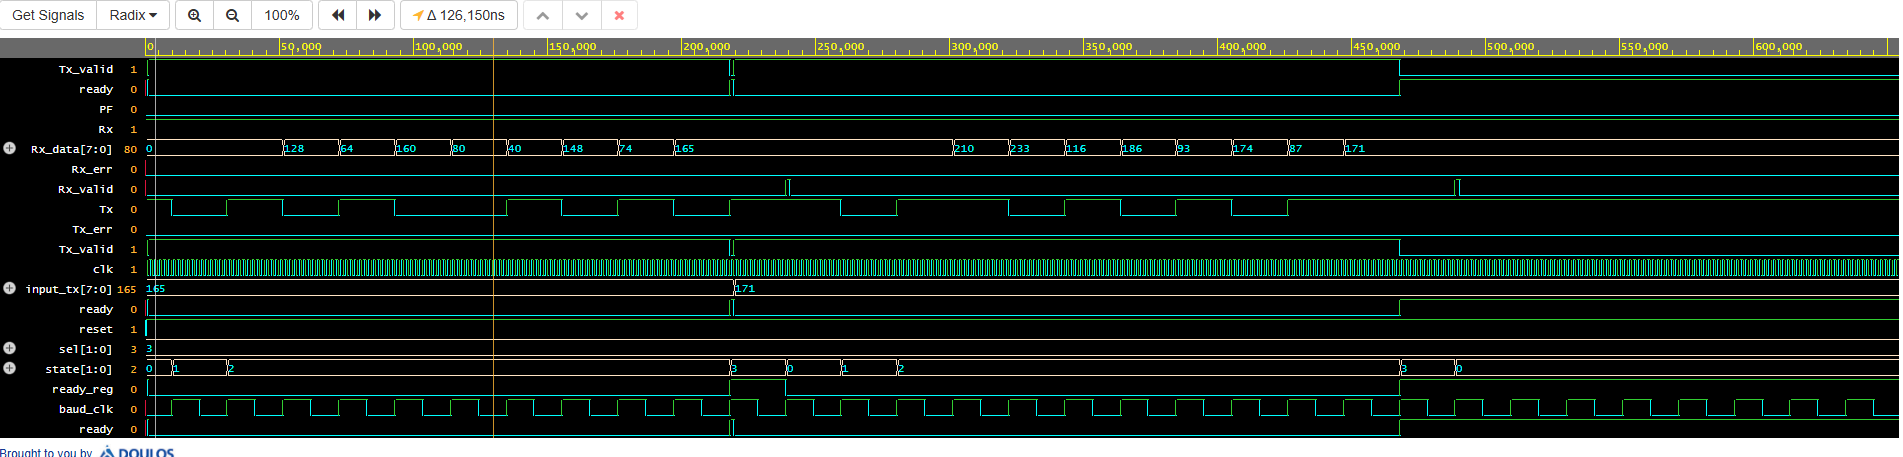 Get Signals Radix 100% Δ 126,150ns
0 50,000 100,000 150,000 200,000 250,000 300,000 350,000 400,000 450,000 500,000 550,000 600,000
Tx_valid 1
ready 0
PF 0
Rx 1
Rx_data[7:0] 80 0 128 64 160 80 40 148 74 165 210 233 116 186 93 174 87 171
Rx_err 0
Rx_valid 0
Tx 0
Tx_err 0
Tx_valid 1
clk 1
input_tx[7:0] 165 165 171
ready 0
reset 1
sel[1:0] 3 3
state[1:0] 2 0 1 2 3 0 1 2 3 0
ready_reg 0
baud_clk 0
ready 0
Brought to you by DOULOS